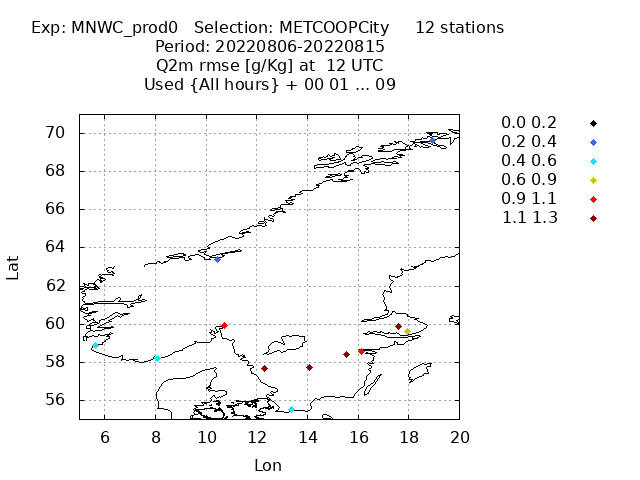 Exp: MNWC_prod0 Selection: METCOOPCity 12 stations
Period: 20220806-20220815
Q2m rmse [g/Kg] at 12 UTC
Used {All hours} + 00 01 ... 09
0.0 0.2
0.2 0.4
0.4 0.6
0.6 0.9
0.9 1.1
1.1 1.3
70
68
66
64
62
60
58
56
Lat
6 8 10 12 14 16 18 20
Lon